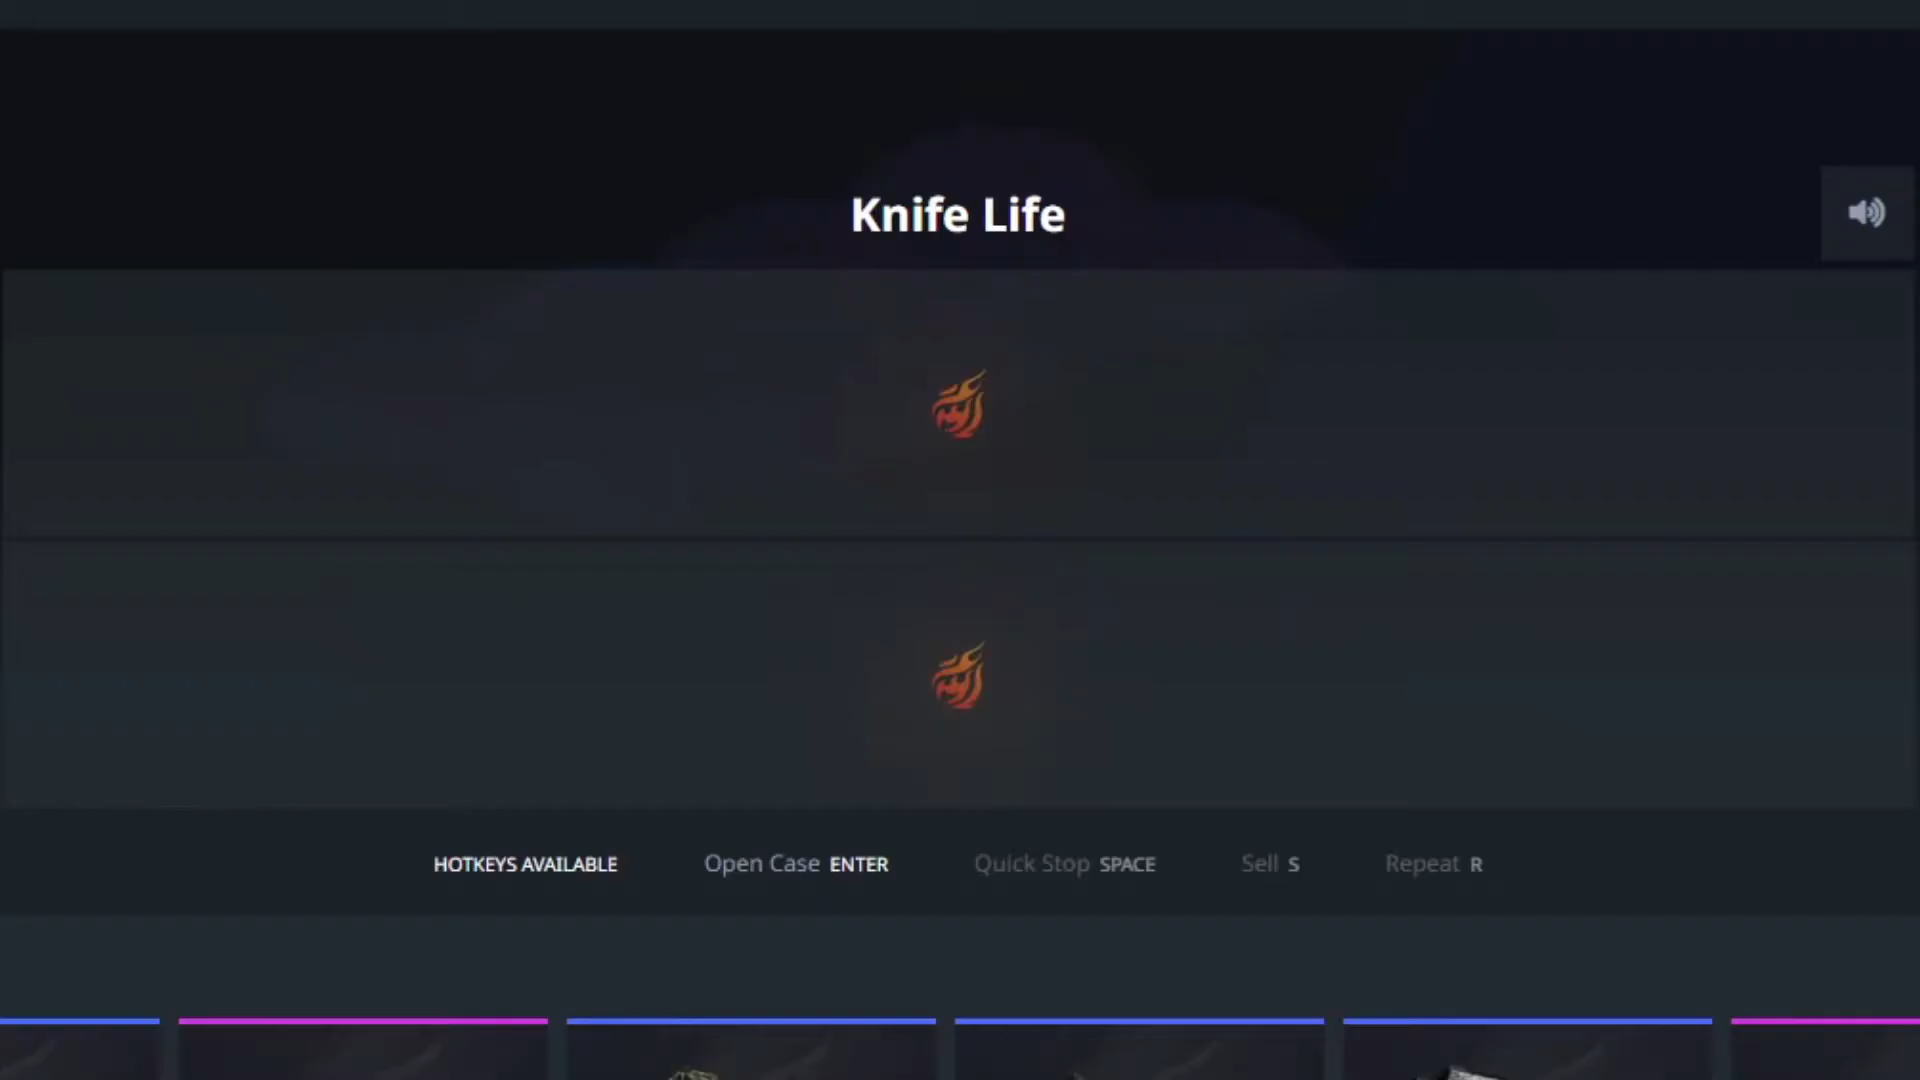 Knife Life
HOTKEYS AVAILABLE Open Case ENTER Quick Stop SPACE Sell S Repeat R